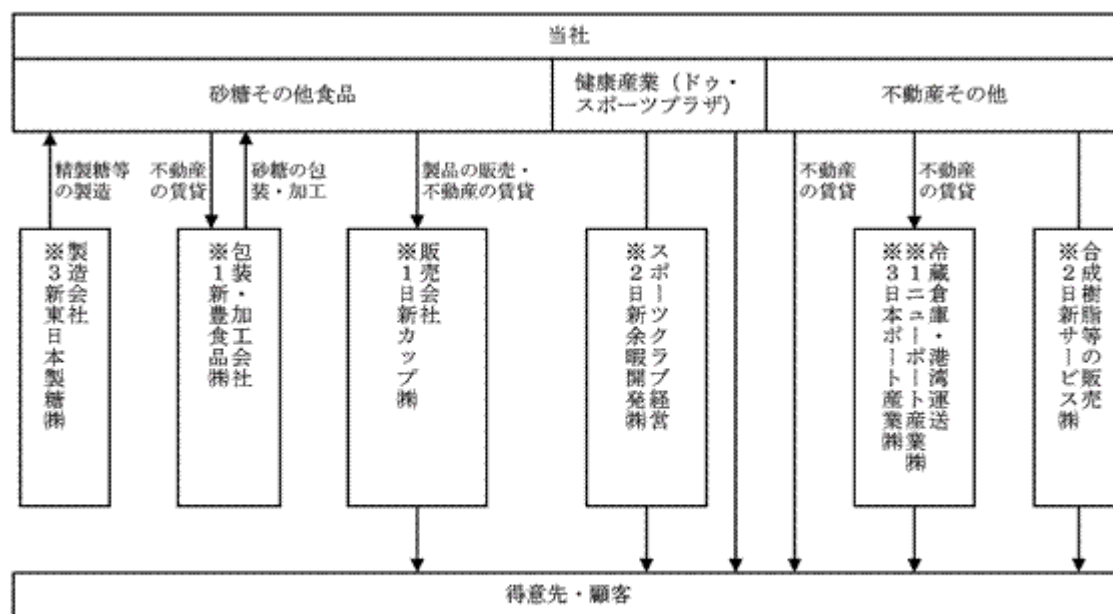 当社
砂糖その他食品
健康産業（ドゥ・
スポーツプラザ）
不動産その他
精製糖等
の製造
不動産
の賃貸
砂糖の包
装・加工
製品の販売・
不動産の賃貸
不動産
の賃貸
不動産
の賃貸
製造会社
※３新東日本製糖㈱
包装・加工会社
※１新豊食品㈱
販売会社
※１日新カップ㈱
スポーツクラブ経営
※２日新余暇開発㈱
冷蔵倉庫・港湾運送
※１ニューポート産業㈱
※３日本ポート産業㈱
合成樹脂等の販売
※２日新サービス㈱
得意先・顧客